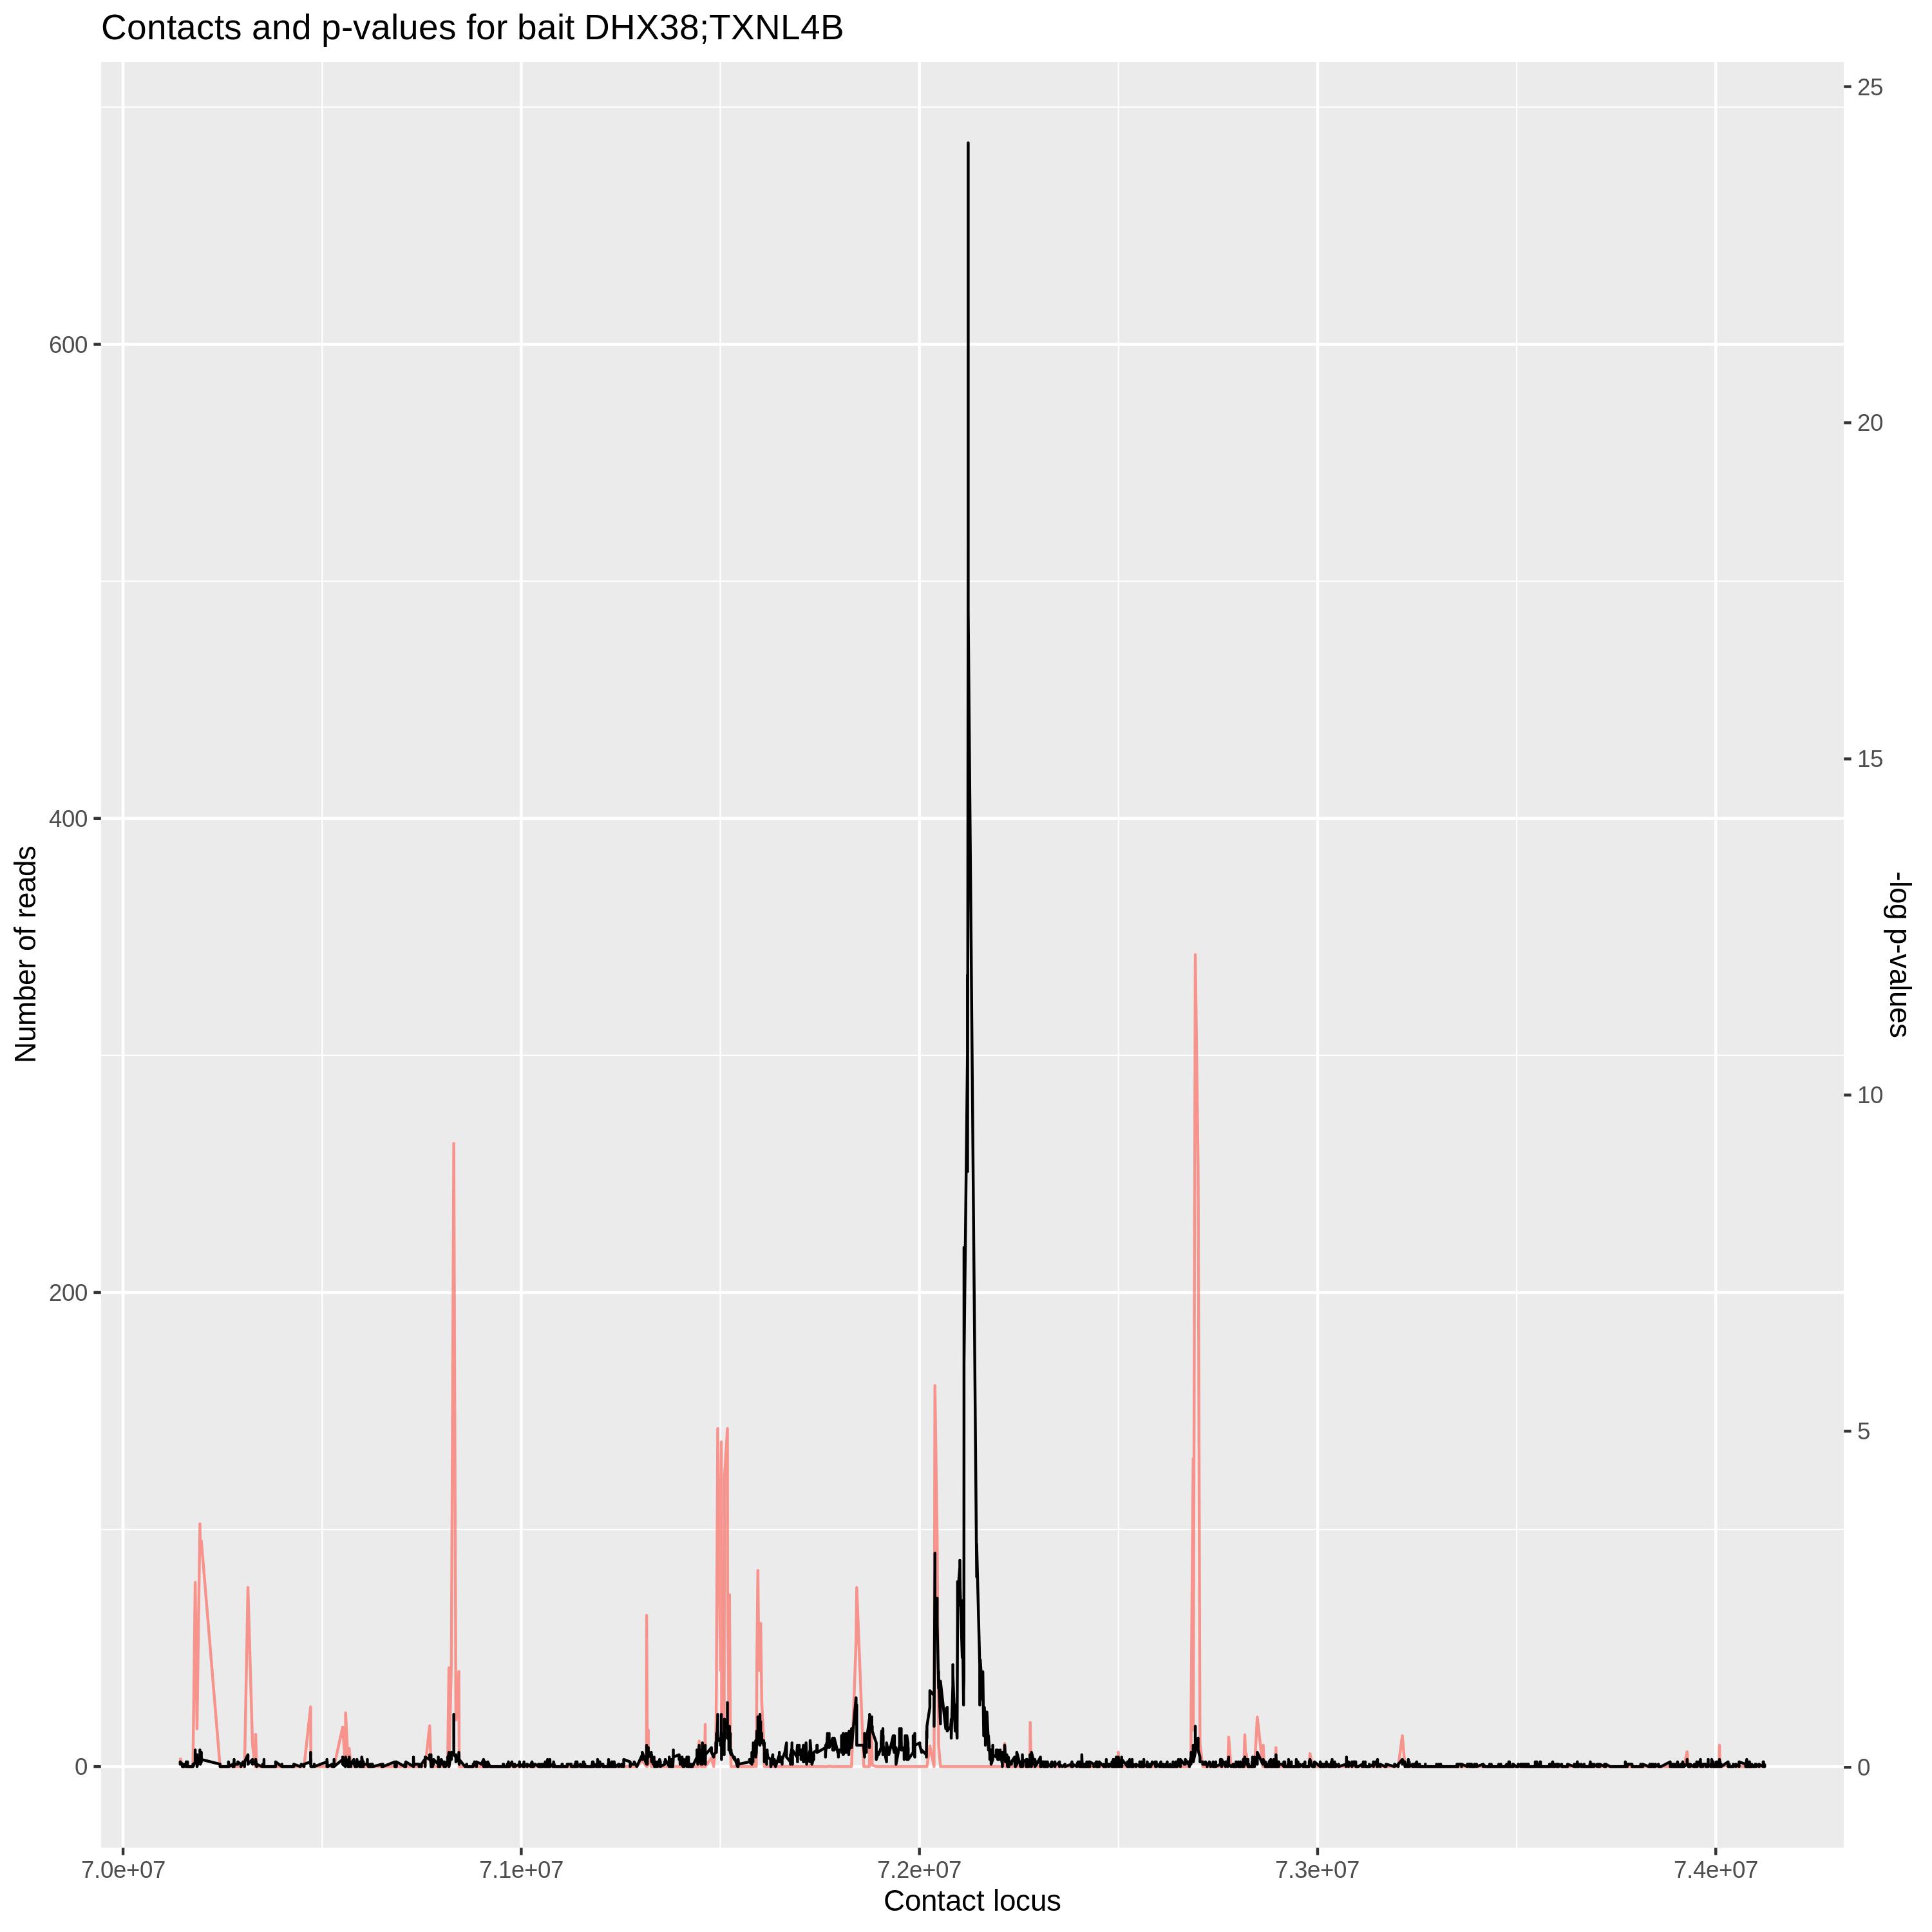 Contacts and p-values for bait DHX38;TXNL4B
Number of reads
600
400
200
0
25
20
15
10
5
0
-log p-values
7.0e+07 7.1e+07 7.2e+07 7.3e+07 7.4e+07
Contact locus